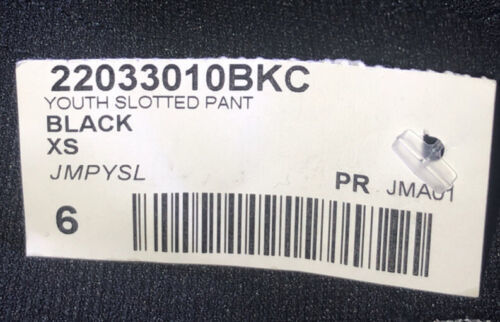 22033010BKC
YOUTH SLOTTED PANT
BLACK
XS
JMPYSL
PR JMA01
6